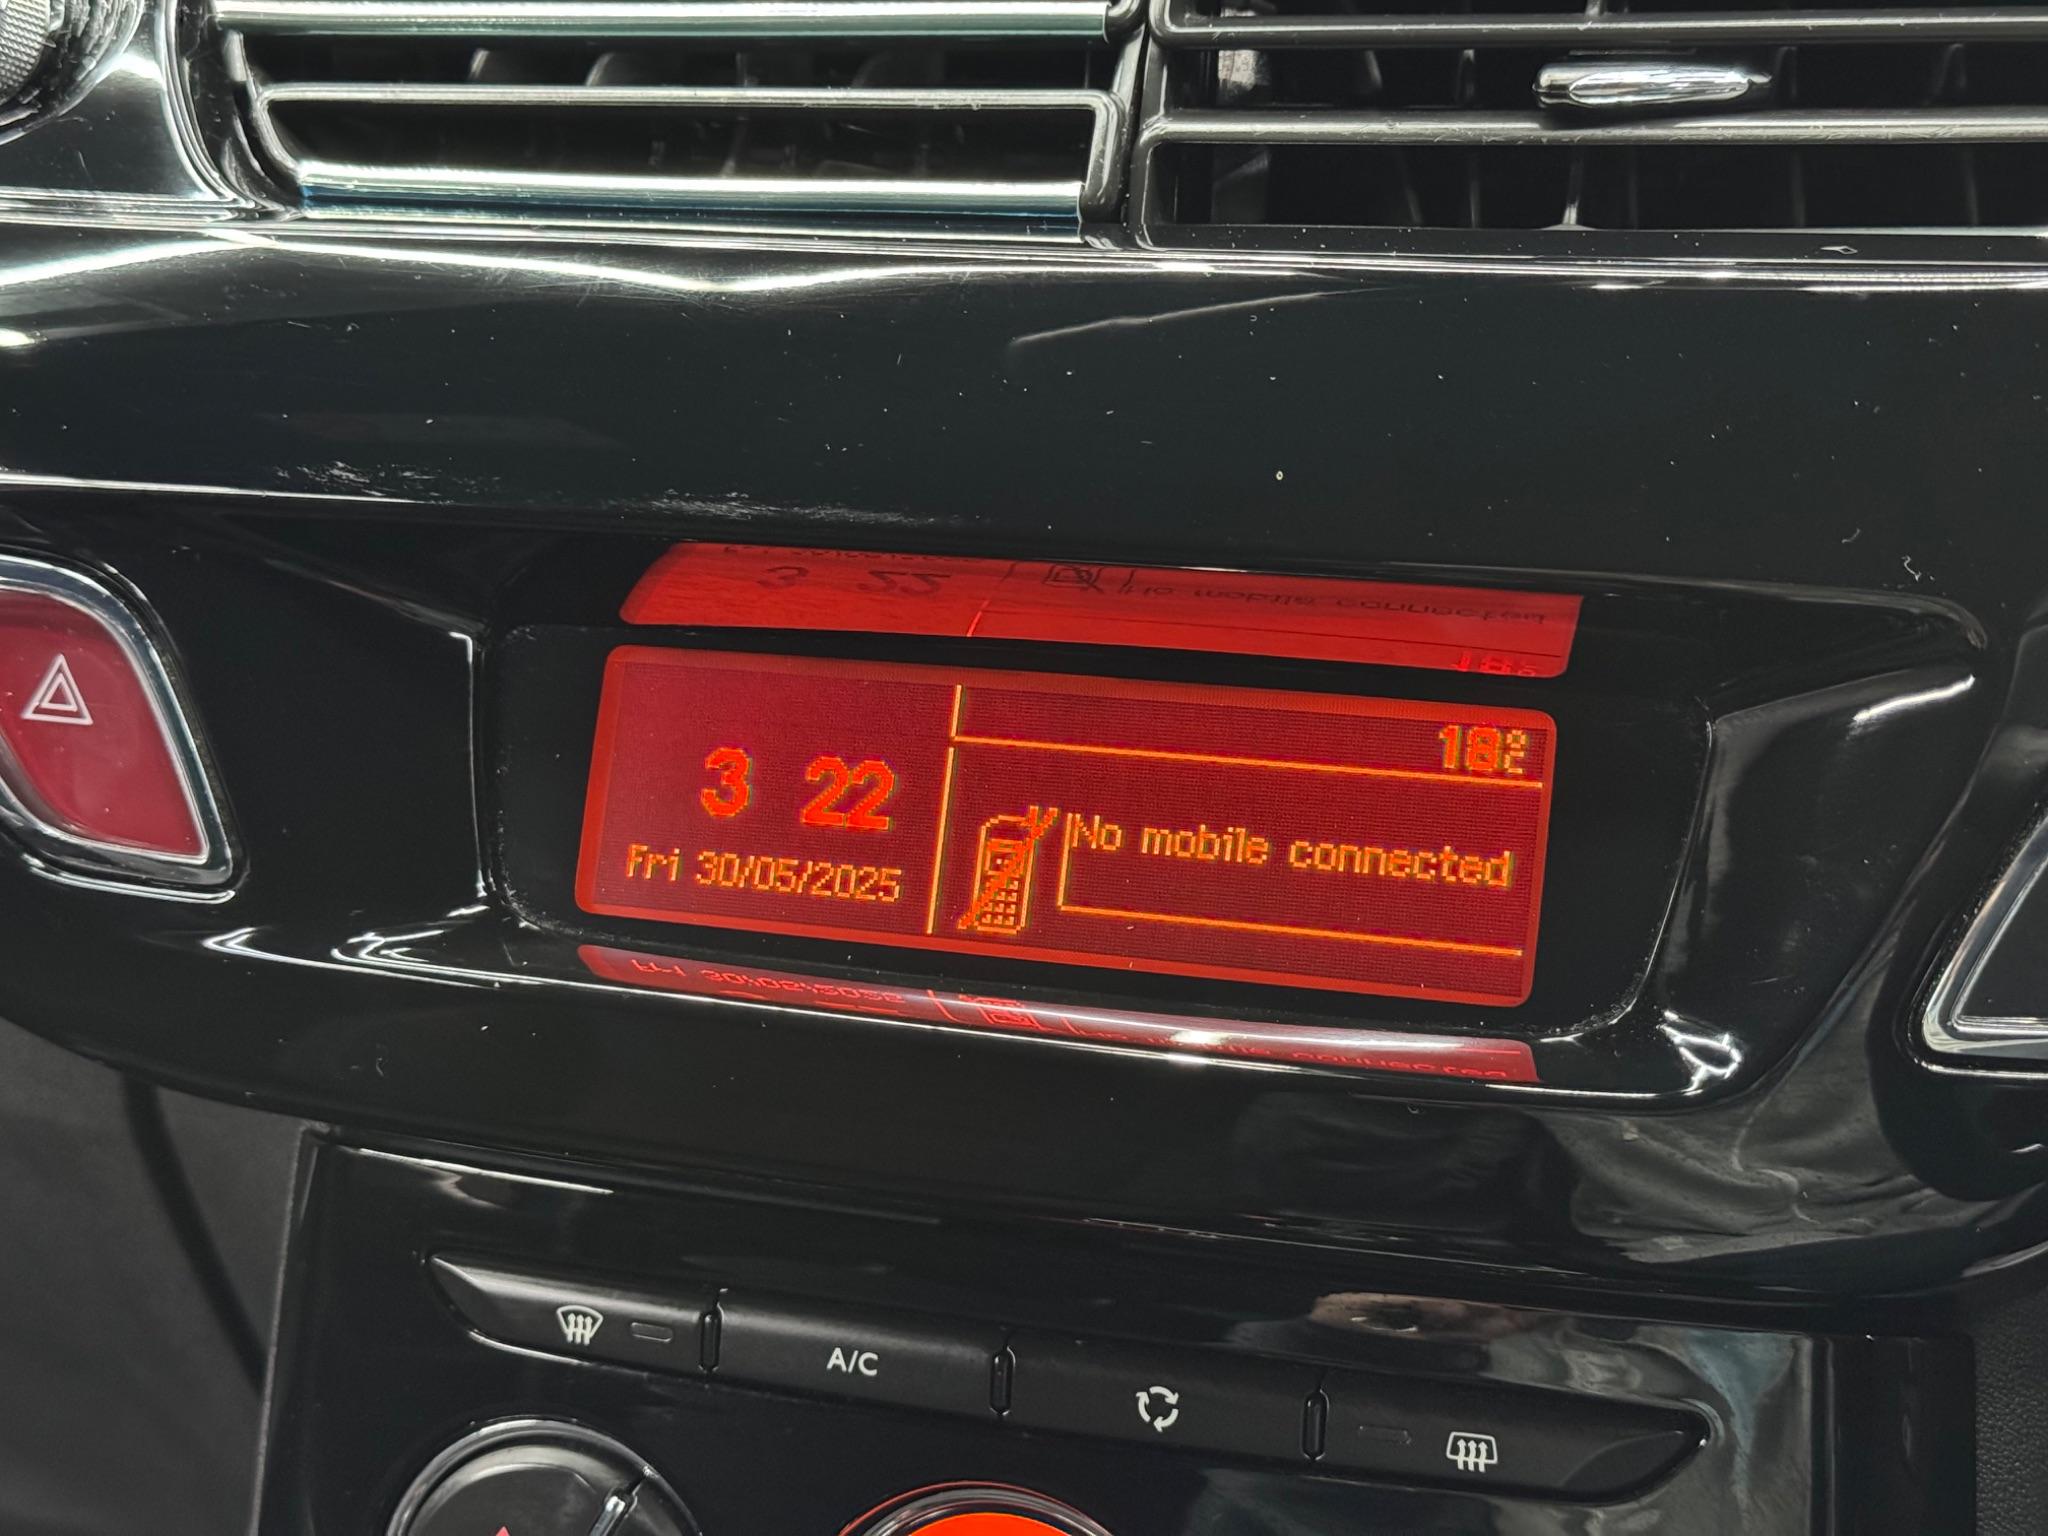 18°C
3 22
No mobile connected
Fri 30/05/2025
A/C